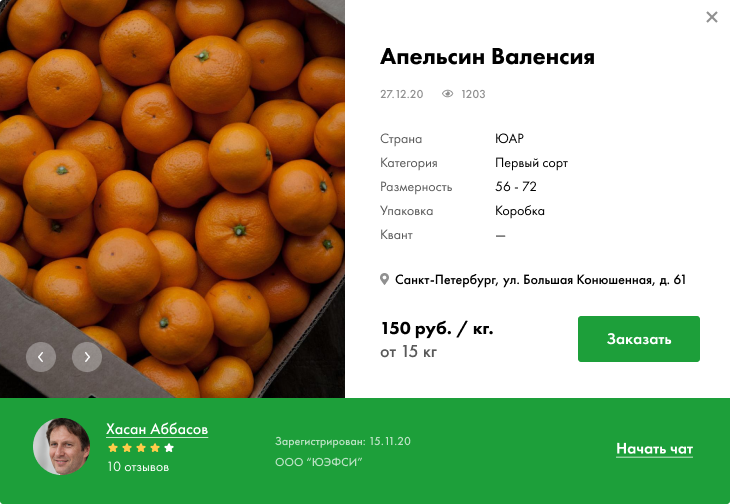 Апельсин Валенсия
27.12.20 1203
Страна ЮАР
Категория Первый сорт
Размерность 56 - 72
Упаковка Коробка
Квант —
Санкт-Петербург, ул. Большая Конюшенная, д. 61
150 руб. / кг.
от 15 кг
Заказать
Хасан Аббасов
10 отзывов
Зарегистрирован: 15.11.20
ООО “ЮЭФСИ”
Начать чат